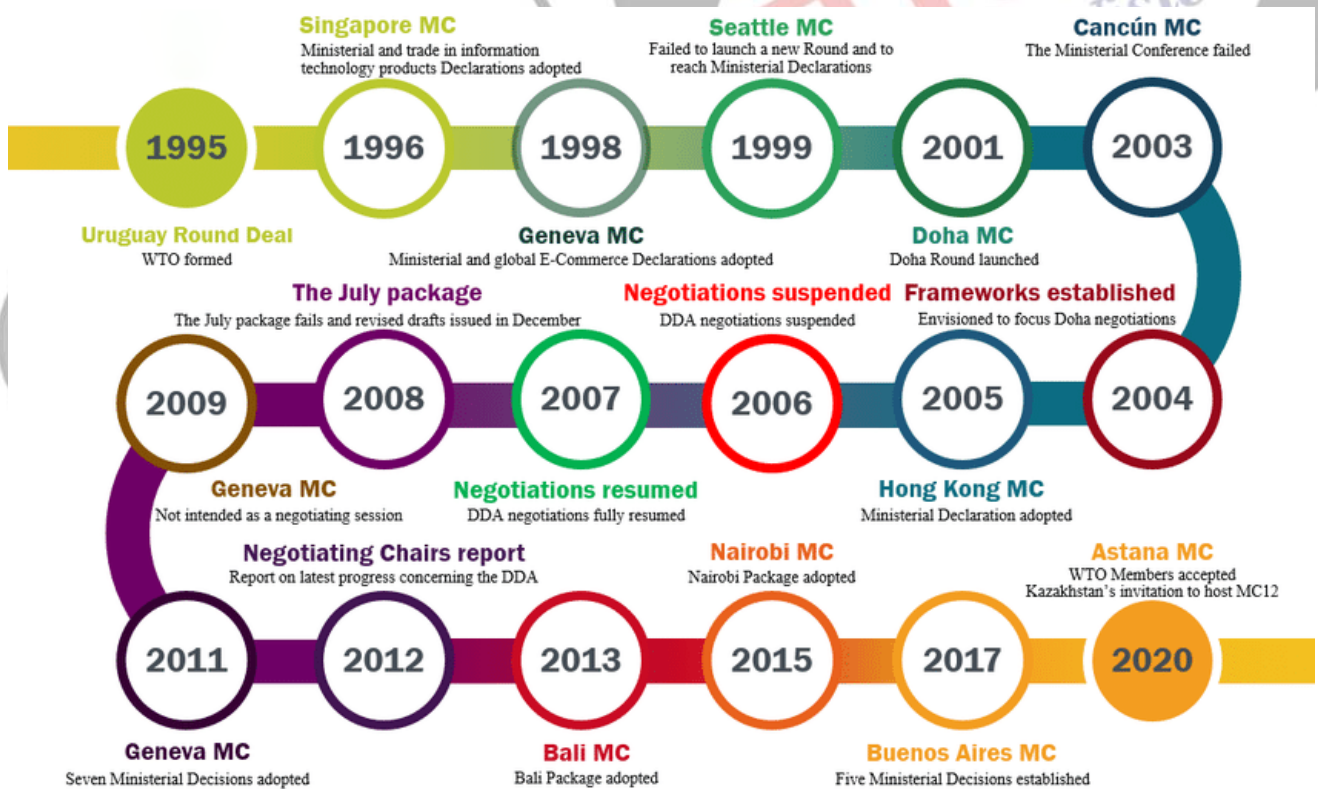 Singapore MC
Ministerial and trade in information
technology products Declarations adopted
Seattle MC
Failed to launch a new Round and to
reach Ministerial Declarations
Cancún MC
The Ministerial Conference failed
1995
1996
1998
1999
2001
2003
Uruguay Round Deal
WTO formed
Geneva MC
Ministerial and global E-Commerce Declarations adopted
Doha MC
Doha Round launched
The July package
The July package fails and revised drafts issued in December
Negotiations suspended
DDA negotiations suspended
Frameworks established
Envisioned to focus Doha negotiations
2009
2008
2007
2006
2005
2004
Geneva MC
Not intended as a negotiating session
Negotiations resumed
DDA negotiations fully resumed
Hong Kong MC
Ministerial Declaration adopted
Negotiating Chairs report
Report on latest progress concerning the DDA
Nairobi MC
Nairobi Package adopted
Astana MC
WTO Members accepted
Kazakhstan's invitation to host MC12
2011
2012
2013
2015
2017
2020
Geneva MC
Seven Ministerial Decisions adopted
Bali MC
Bali Package adopted
Buenos Aires MC
Five Ministerial Decisions established